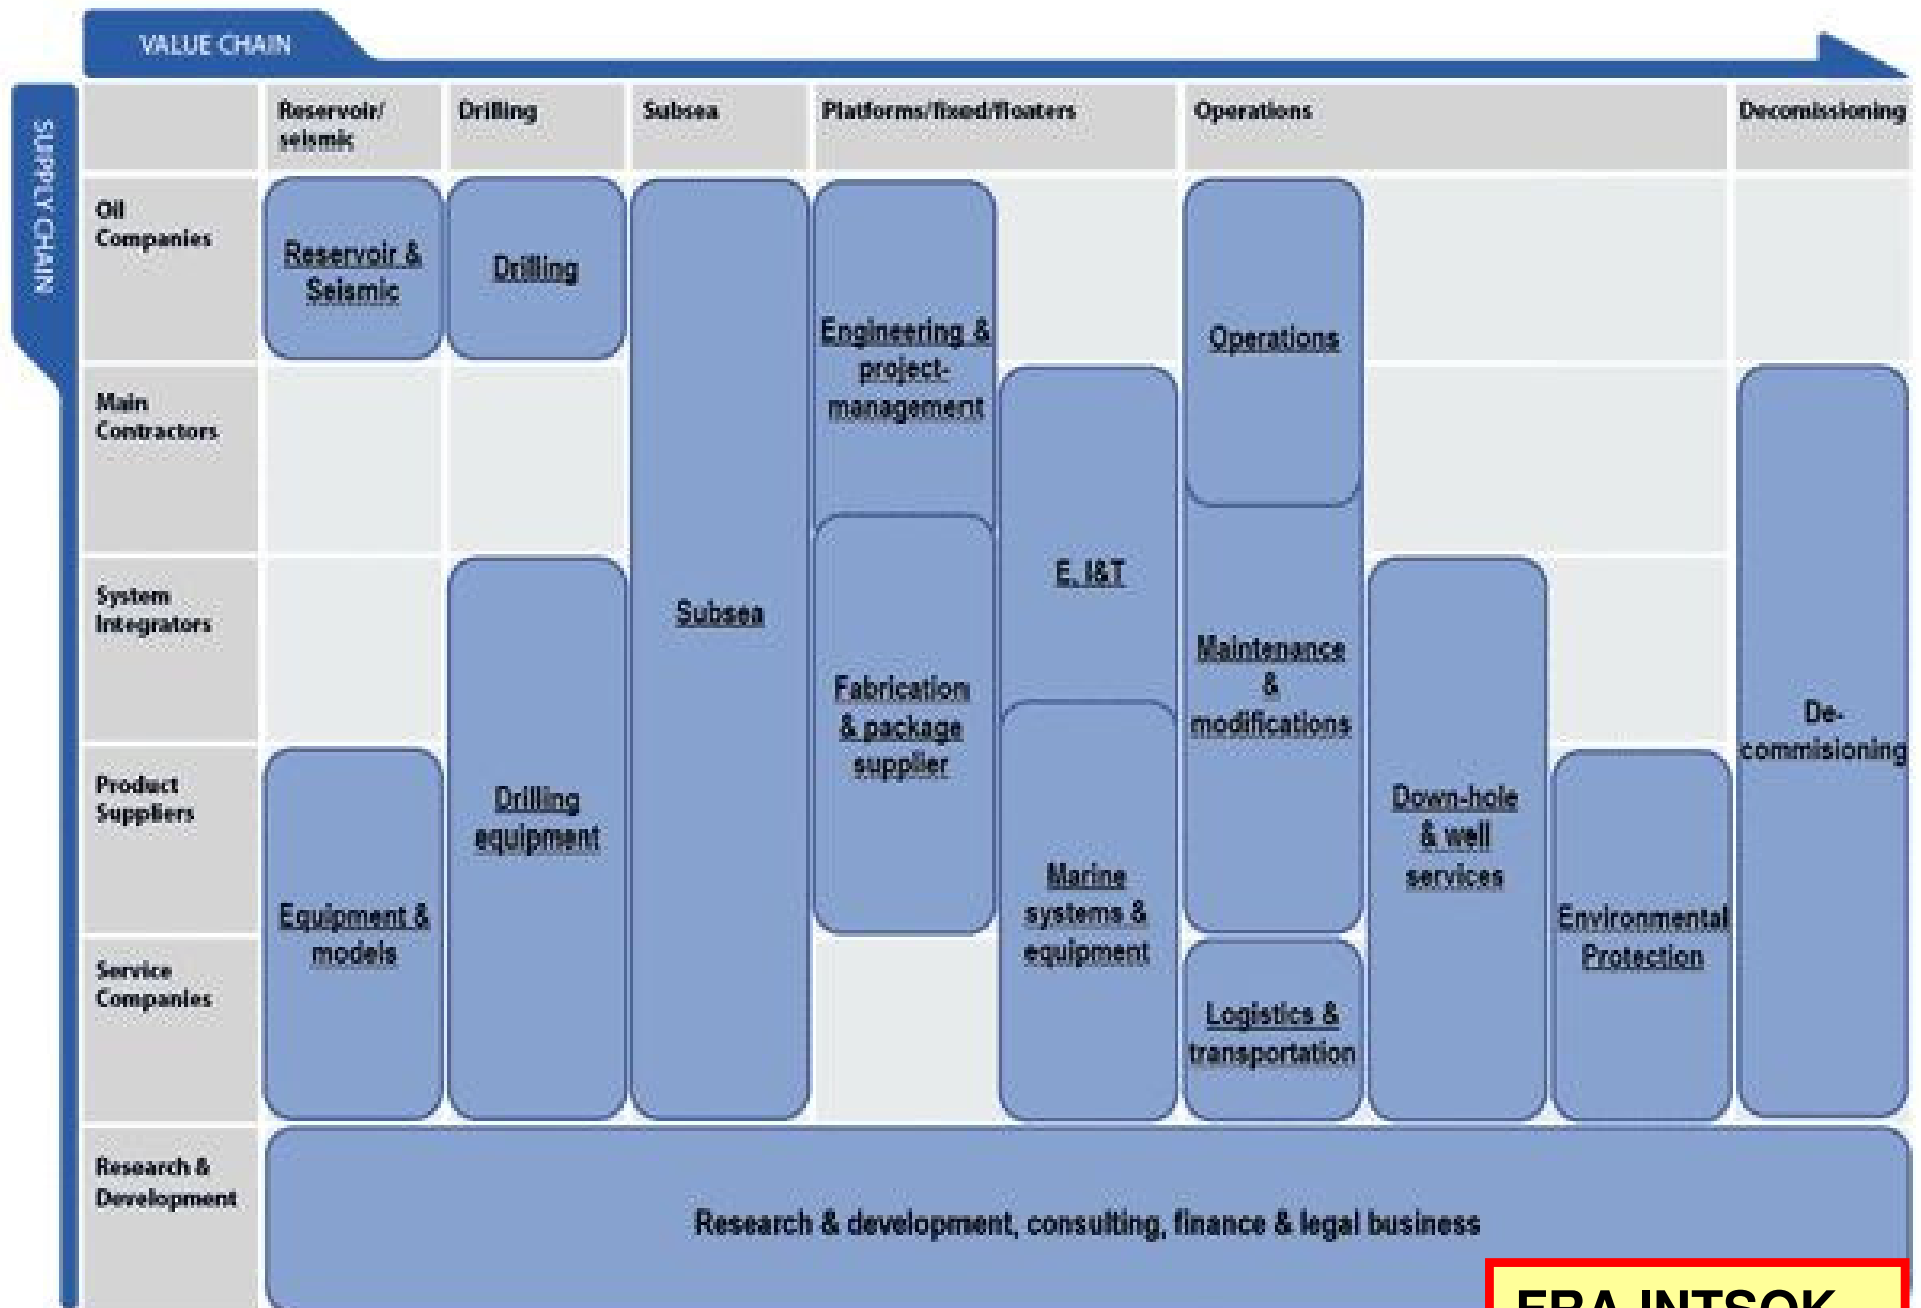 VALUE CHAIN
SUPPLY CHAIN
Reservoir/
seismic
Drilling
Subsea
Platforms/fixed/floaters
Operations
Decomissioning
Oil
Companies
Reservoir &
Seismic
Drilling
Engineering &
project-
management
Operations
Main
Contractors
System
Integrators
E, I&T
Subsea
Fabrication
& package
supplier
Maintenance
&
modifications
De-
commisioning
Product
Suppliers
Drilling
equipment
Down-hole
& well
services
Equipment &
models
Marine
systems &
equipment
Environmental
Protection
Service
Companies
Logistics &
transportation
Research &
Development
Research & development, consulting, finance & legal business
FRA INTSOK